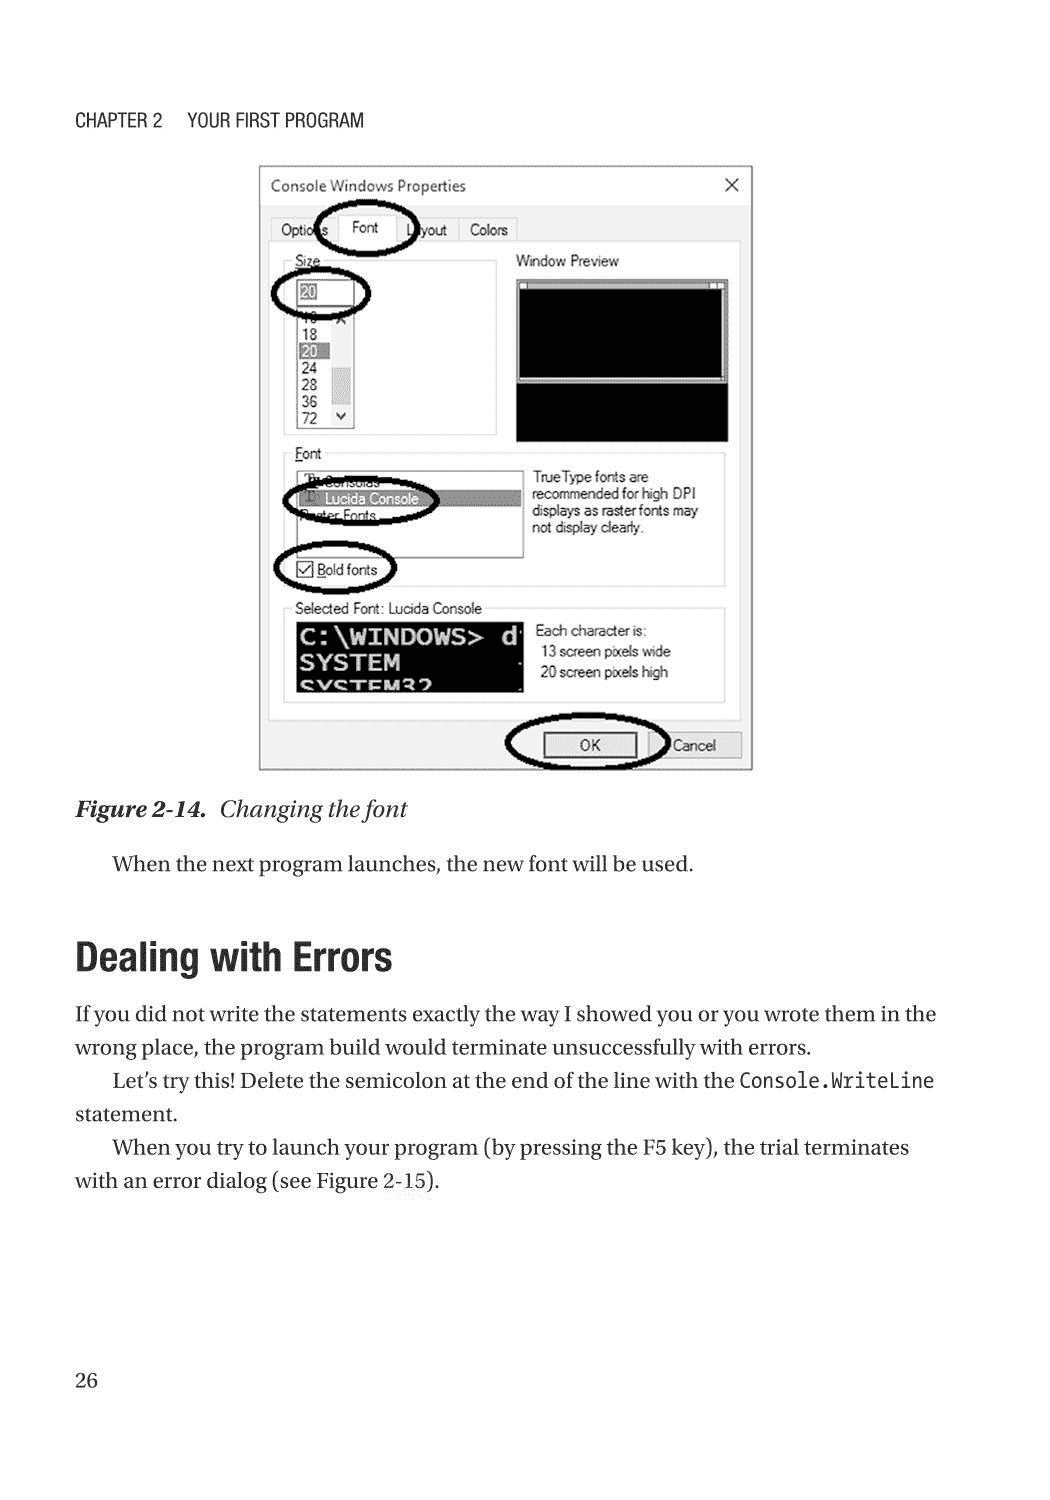 CHAPTER 2 YOUR FIRST PROGRAM
Console Windows Properties
Options Font Layout Colors
Size
20
16
18
20
24
28
36
72
Window Preview
Font
Consolas
Lucida Console
Raster Fonts
TrueType fonts are
recommended for high DPI
displays as raster fonts may
not display clearly.
Bold fonts
Selected Font: Lucida Console
C:\WINDOWS> d
SYSTEM
SYSTEM32
Each character is:
13 screen pixels wide
20 screen pixels high
OK
Cancel
Figure 2-14. Changing the font
When the next program launches, the new font will be used.
Dealing with Errors
If you did not write the statements exactly the way I showed you or you wrote them in the
wrong place, the program build would terminate unsuccessfully with errors.
Let’s try this! Delete the semicolon at the end of the line with the Console.WriteLine
statement.
When you try to launch your program (by pressing the F5 key), the trial terminates
with an error dialog (see Figure 2-15).
26